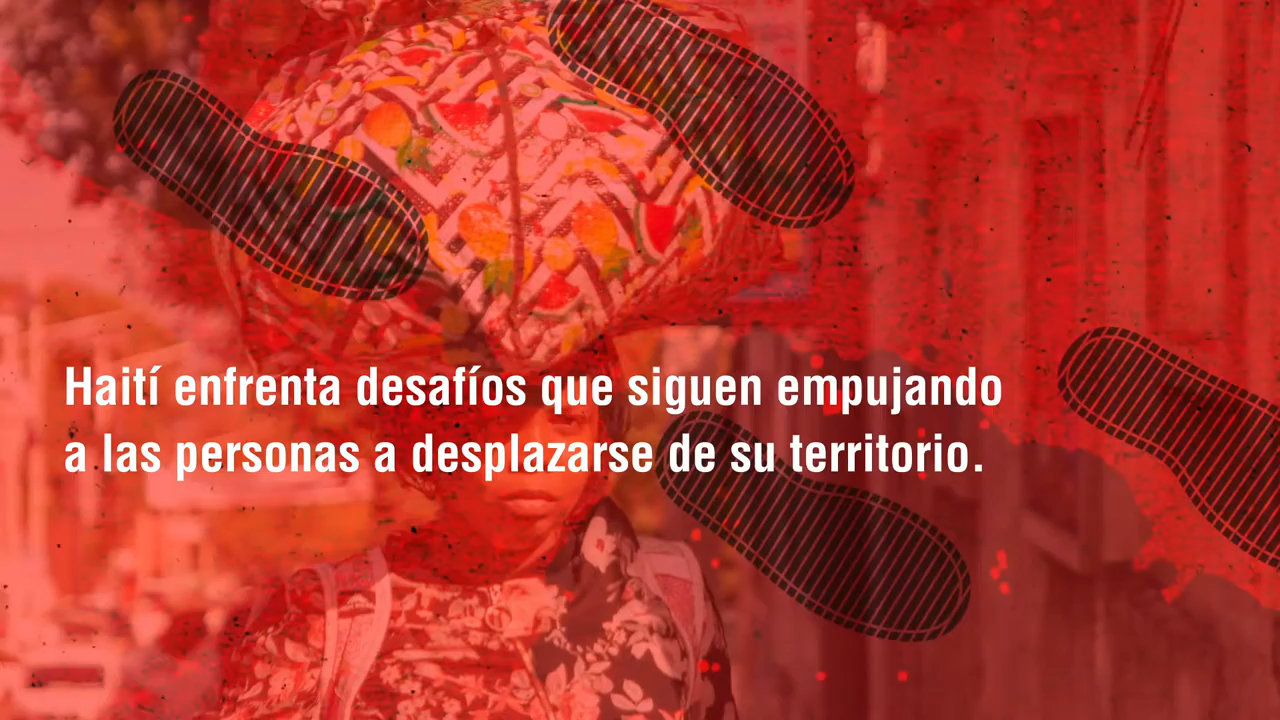 Haití enfrenta desafíos que siguen empujando
a las personas a desplazarse de su territorio.